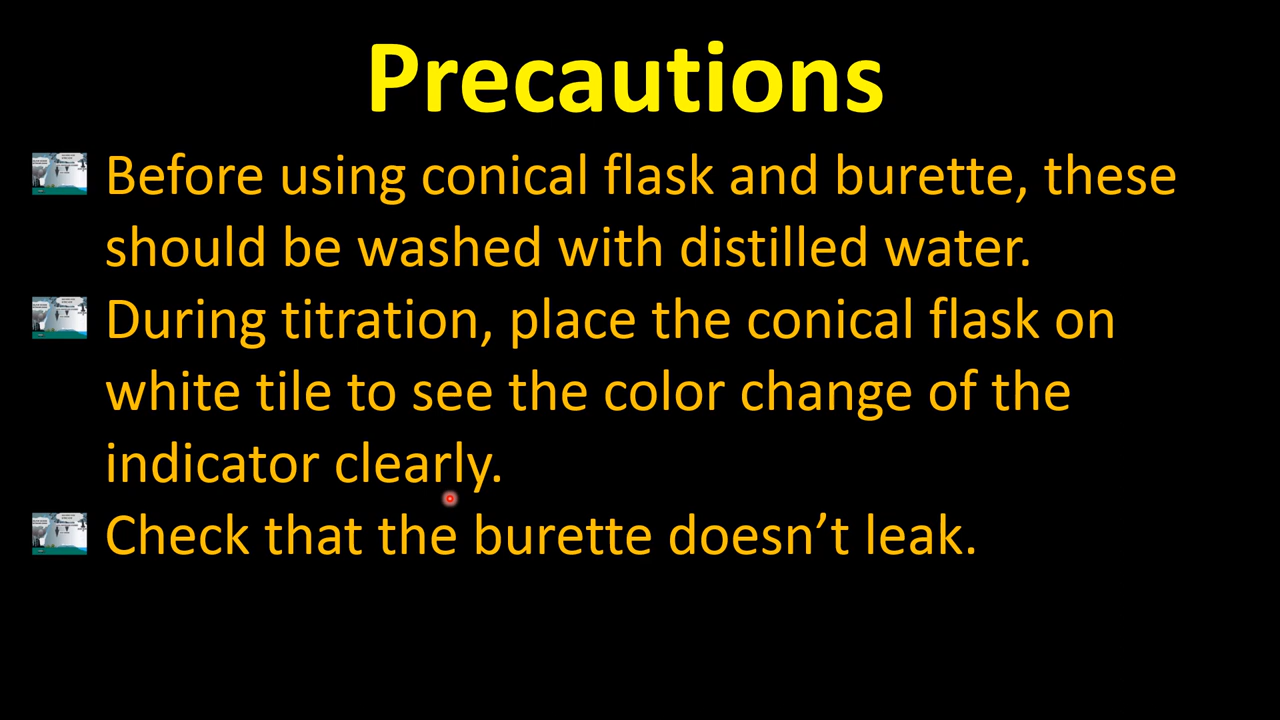 Precautions
Before using conical flask and burette, these
should be washed with distilled water.
During titration, place the conical flask on
white tile to see the color change of the
indicator clearly.
Check that the burette doesn’t leak.